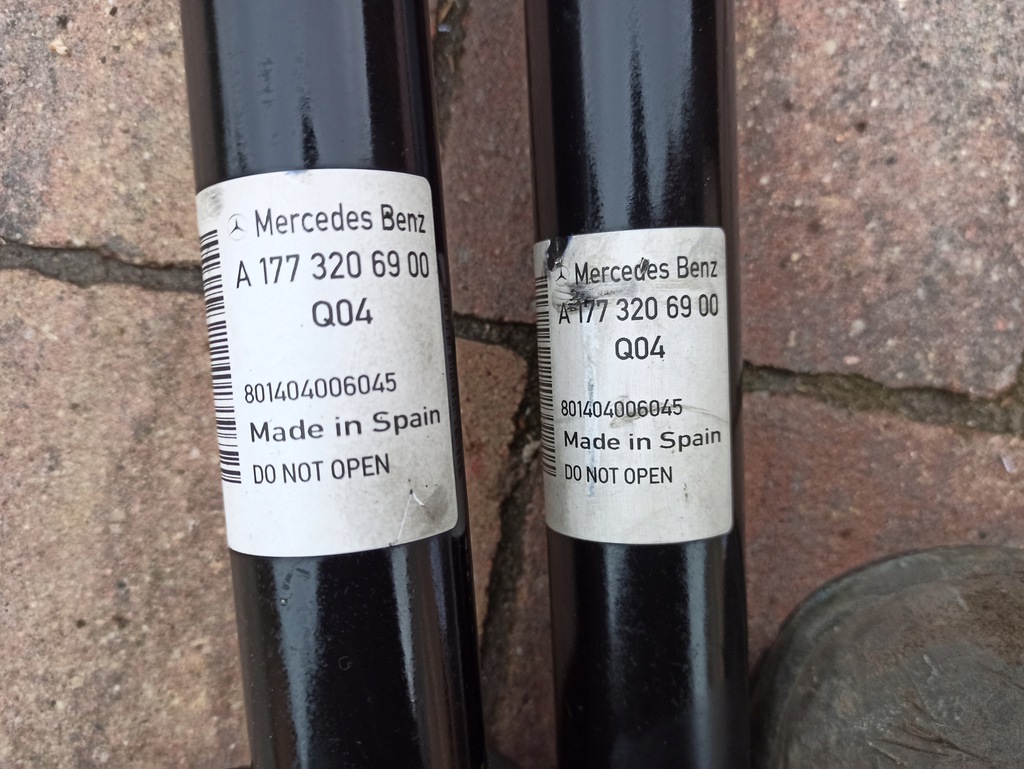 Mercedes Benz
A 177 320 69 00
Q04
801404006045
Made in Spain
DO NOT OPEN
Mercedes Benz
A 177 320 69 00
Q04
801404006045
Made in Spain
DO NOT OPEN